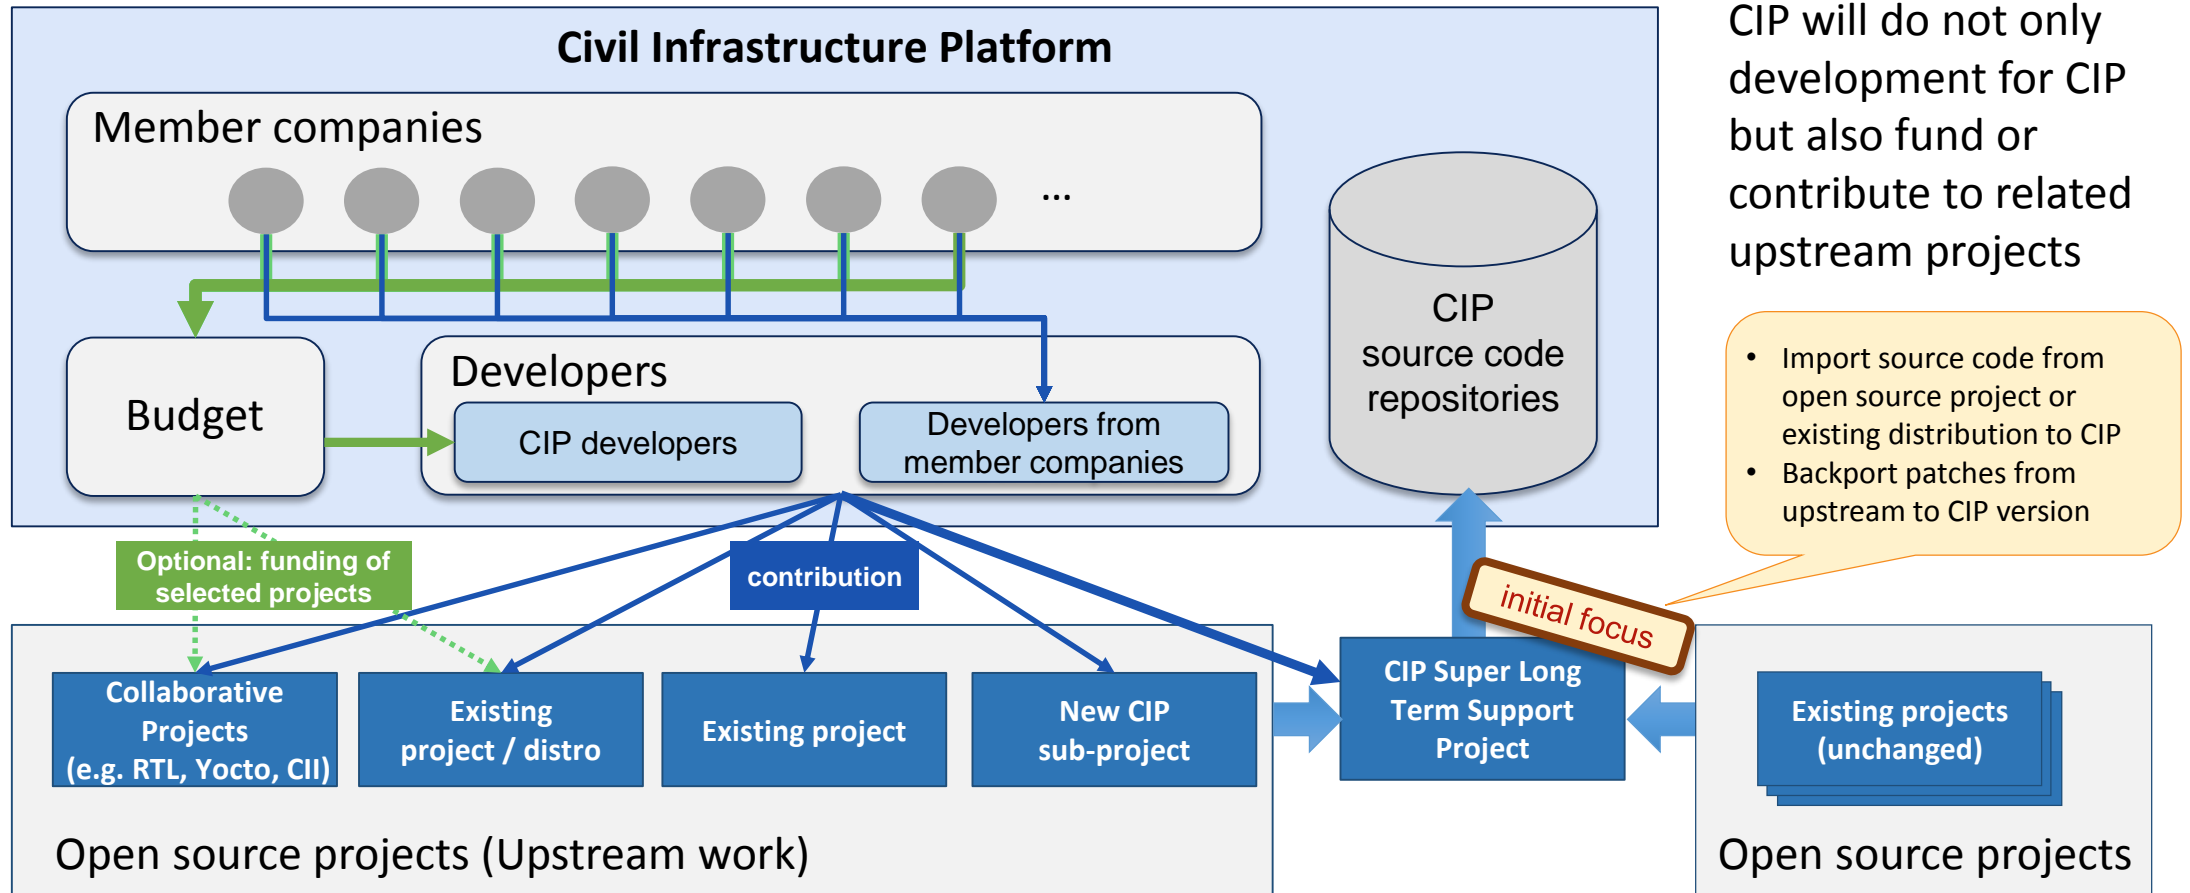 Civil Infrastructure Platform
Member companies
...
Budget
Developers
CIP developers
Developers from
member companies
CIP
source code
repositories
CIP will do not only
development for CIP
but also fund or
contribute to related
upstream projects
• Import source code from
open source project or
existing distribution to CIP
• Backport patches from
upstream to CIP version
Optional: funding of
selected projects
contribution
initial focus
Collaborative
Projects
(e.g. RTL, Yocto, CII)
Existing
project / distro
Existing project
New CIP
sub-project
CIP Super Long
Term Support
Project
Existing projects
(unchanged)
Open source projects (Upstream work)
Open source projects